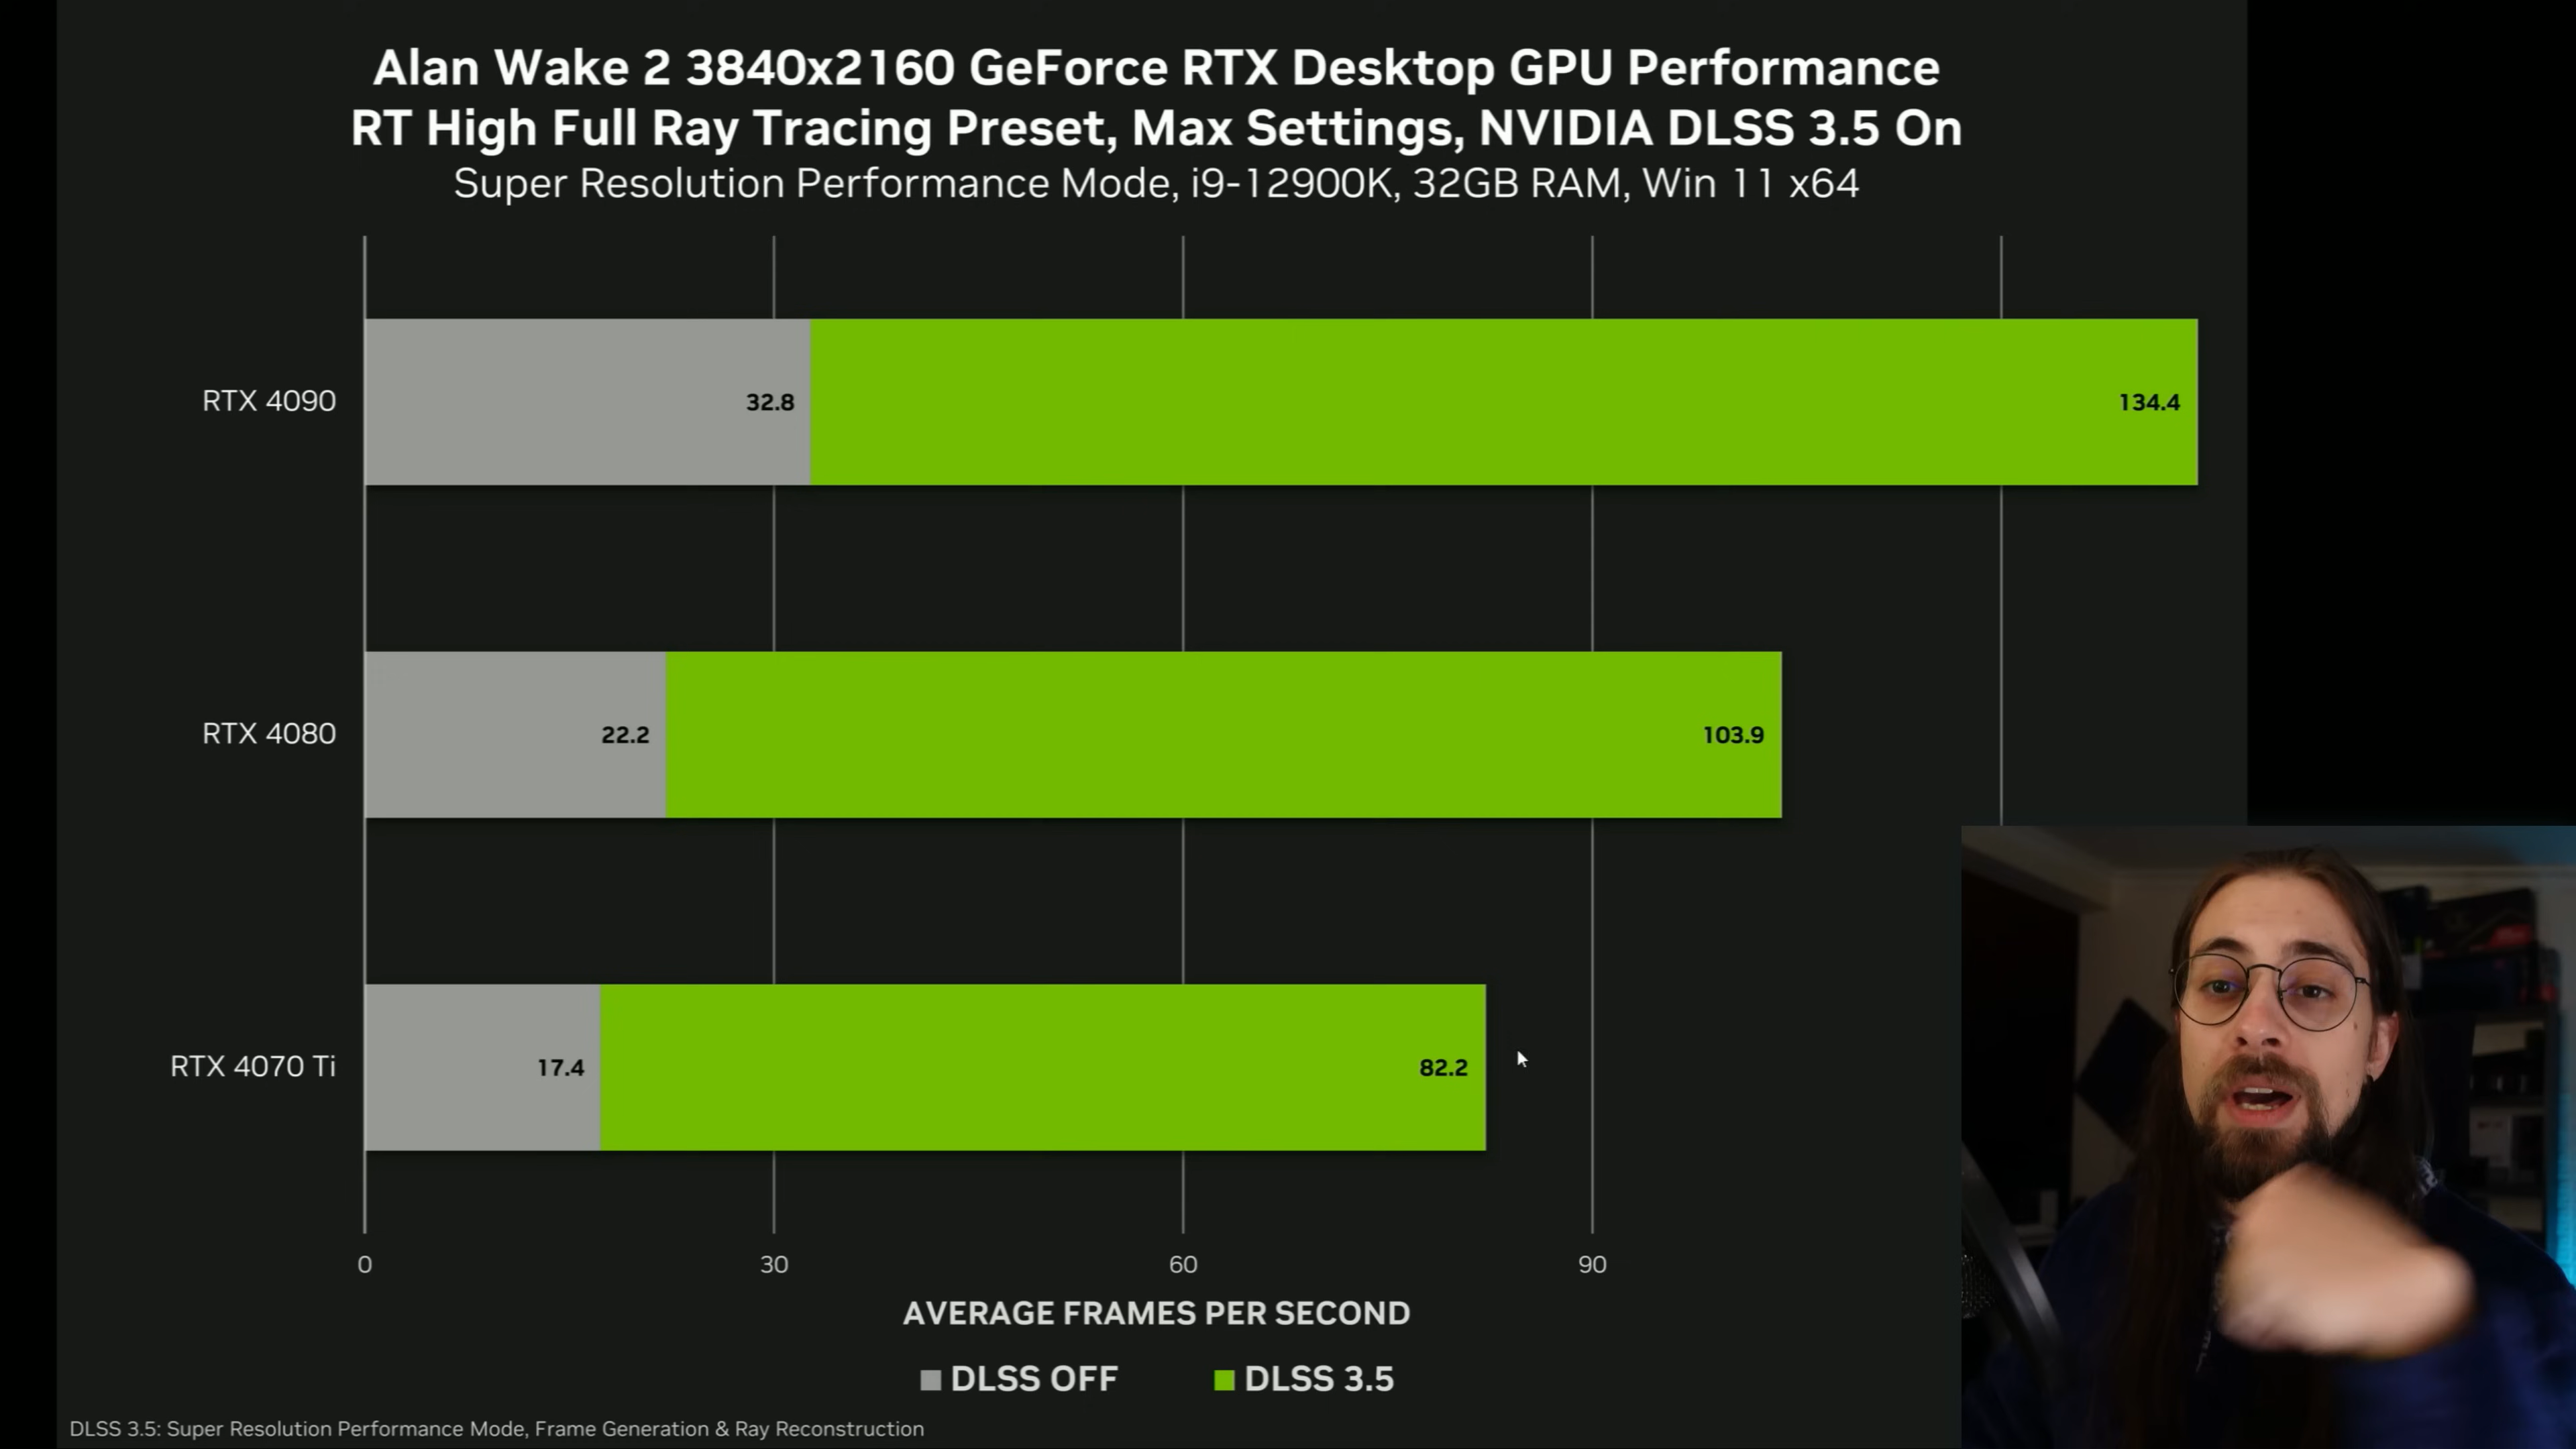 Alan Wake 2 3840x2160 GeForce RTX Desktop GPU Performance
RT High Full Ray Tracing Preset, Max Settings, NVIDIA DLSS 3.5 On
Super Resolution Performance Mode, i9-12900K, 32GB RAM, Win 11 x64
RTX 4090 32.8 134.4
RTX 4080 22.2 103.9
RTX 4070 Ti 17.4 82.2
0 30 60 90
AVERAGE FRAMES PER SECOND
DLSS OFF DLSS 3.5
DLSS 3.5: Super Resolution Performance Mode, Frame Generation & Ray Reconstruction